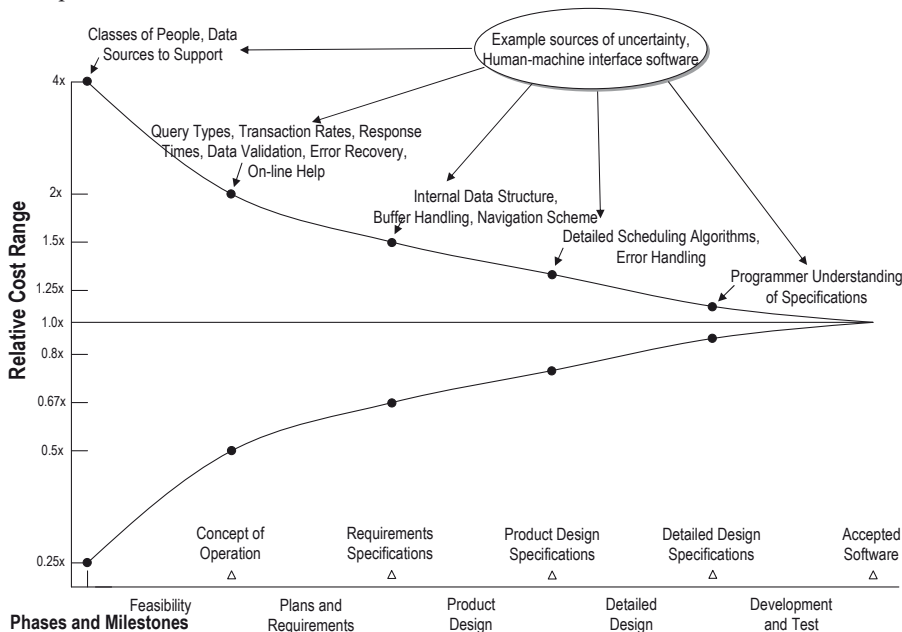 Classes of People, Data
Sources to Support
Example sources of uncertainty,
Human-machine interface software
4x
Query Types, Transaction Rates, Response
Times, Data Validation, Error Recovery,
On-line Help
2x
Internal Data Structure,
Buffer Handling, Navigation Scheme
1.5x
Detailed Scheduling Algorithms,
Error Handling
1.25x
Programmer Understanding
of Specifications
Relative Cost Range
1.0x
0.8x
0.67x
0.5x
0.25x
Concept of
Operation
Requirements
Specifications
Product Design
Specifications
Detailed Design
Specifications
Accepted
Software
Feasibility
Plans and
Requirements
Product
Design
Detailed
Design
Development
and Test
Phases and Milestones